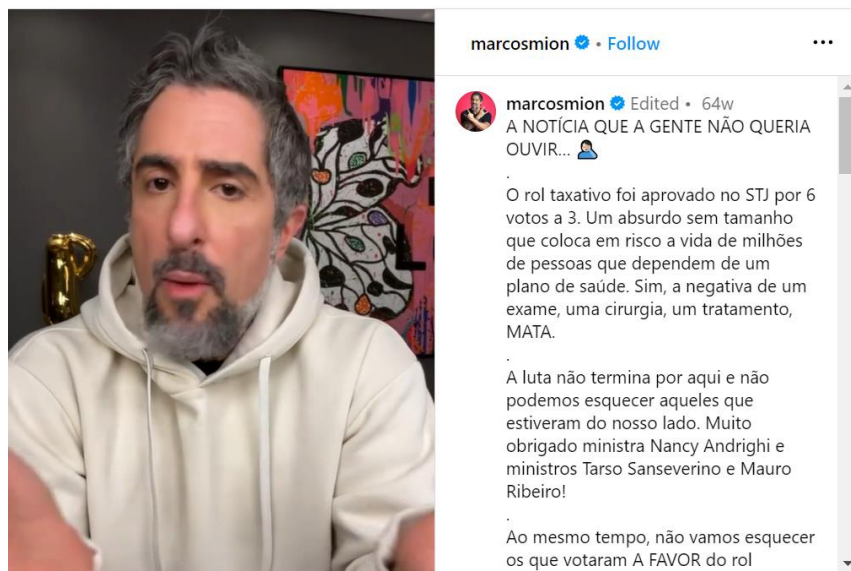 marcosmion • Follow
marcosmion Edited • 64w
A NOTÍCIA QUE A GENTE NÃO QUERIA
OUVIR... 🤦🏻‍♂️
.
O rol taxativo foi aprovado no STJ por 6
votos a 3. Um absurdo sem tamanho
que coloca em risco a vida de milhões
de pessoas que dependem de um
plano de saúde. Sim, a negativa de um
exame, uma cirurgia, um tratamento,
MATA.
.
A luta não termina por aqui e não
podemos esquecer aqueles que
estiveram do nosso lado. Muito
obrigado ministra Nancy Andrighi e
ministros Tarso Sanseverino e Mauro
Ribeiro!
.
Ao mesmo tempo, não vamos esquecer
os que votaram A FAVOR do rol